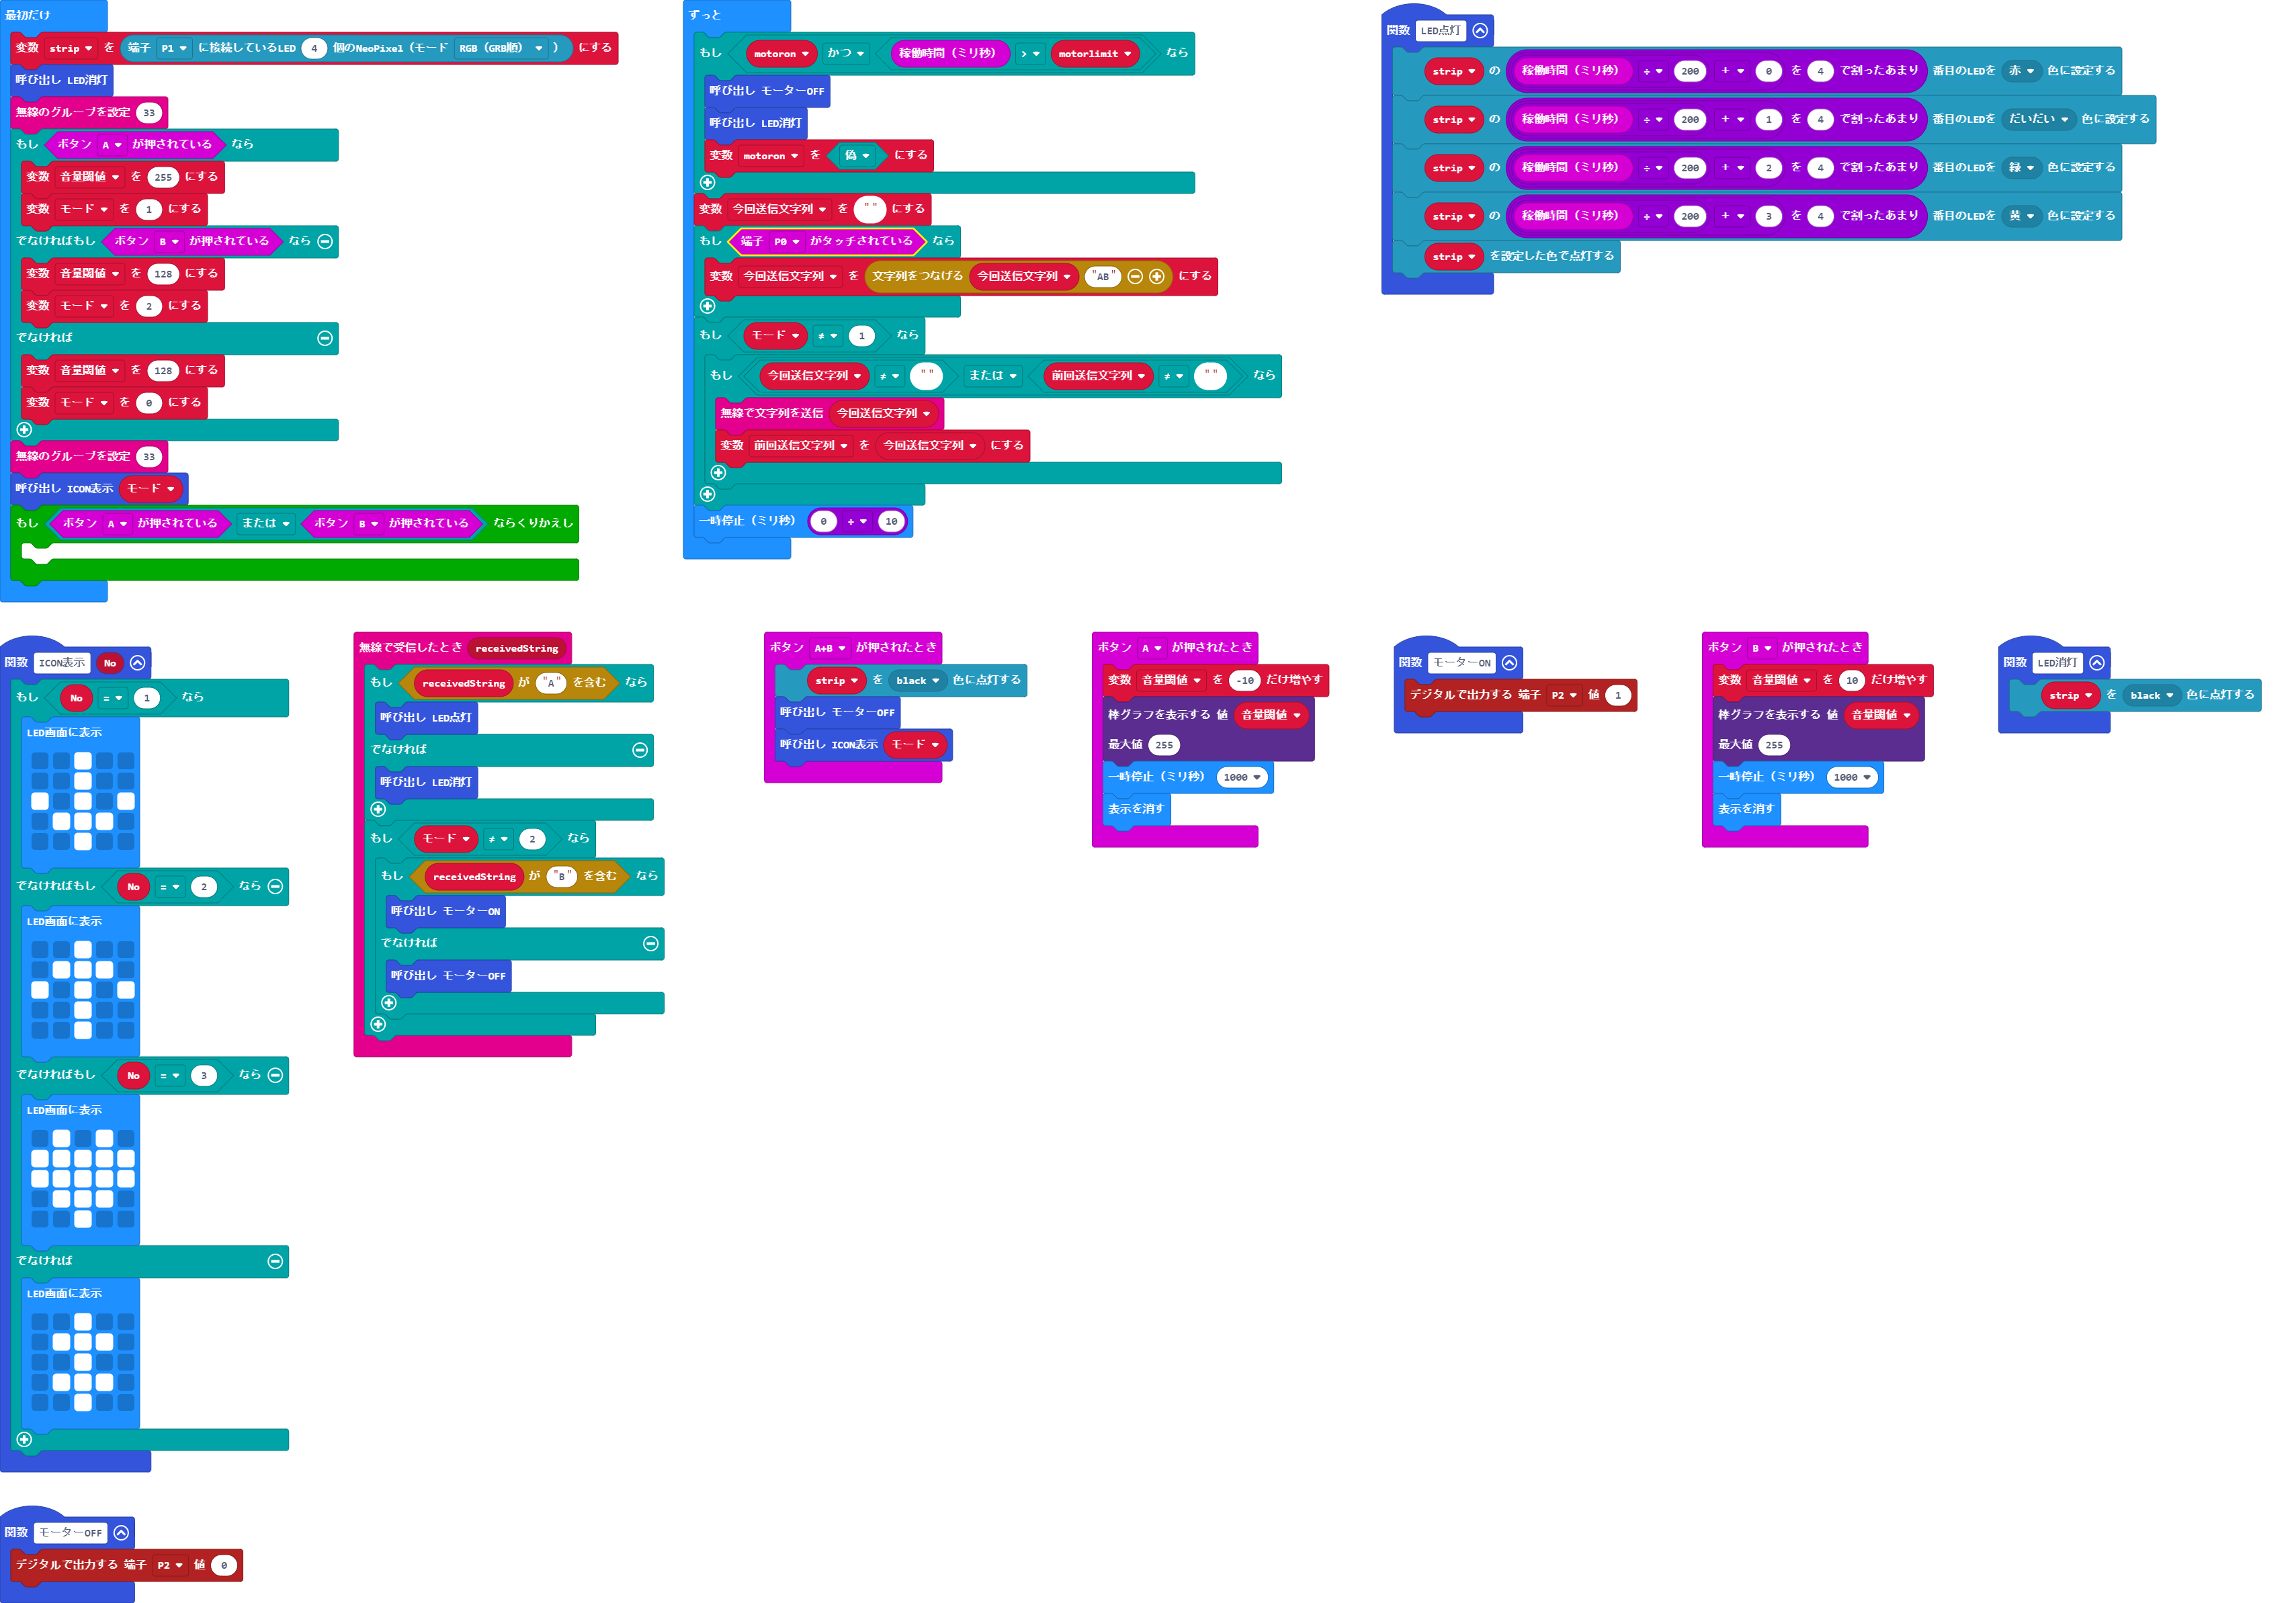 最初だけ
変数 strip を 端子 P1 に接続しているLED 4 個のNeoPixel（モード RGB（GRB順） ） にする
呼び出し LED消灯
無線のグループを設定 33
もし ボタン A が押されている なら
変数 音量閾値 を 255 にする
変数 モード を 1 にする
でなければもし ボタン B が押されている なら
変数 音量閾値 を 128 にする
変数 モード を 2 にする
でなければ
変数 音量閾値 を 128 にする
変数 モード を 0 にする
無線のグループを設定 33
呼び出し ICON表示 モード
もし ボタン A が押されている または ボタン B が押されている ならくりかえし
ずっと
もし motoron かつ 稼働時間（ミリ秒） > motorlimit なら
呼び出し モーターOFF
呼び出し LED消灯
変数 motoron を 偽 にする
変数 今回送信文字列 を "" にする
もし 端子 P0 がタッチされている なら
変数 今回送信文字列 を 文字列をつなげる 今回送信文字列 "AB" にする
もし モード ≠ 1 なら
もし 今回送信文字列 ≠ "" または 前回送信文字列 ≠ "" なら
無線で文字列を送信 今回送信文字列
変数 前回送信文字列 を 今回送信文字列 にする
一時停止（ミリ秒） 0 ÷ 10
関数 LED点灯
strip の 稼働時間（ミリ秒） ÷ 200 + 0 を 4 で割ったあまり 番目のLEDを 赤 色に設定する
strip の 稼働時間（ミリ秒） ÷ 200 + 1 を 4 で割ったあまり 番目のLEDを だいだい 色に設定する
strip の 稼働時間（ミリ秒） ÷ 200 + 2 を 4 で割ったあまり 番目のLEDを 緑 色に設定する
strip の 稼働時間（ミリ秒） ÷ 200 + 3 を 4 で割ったあまり 番目のLEDを 黄 色に設定する
strip を設定した色で点灯する
関数 ICON表示 No
もし No = 1 なら
LED画面に表示
でなければもし No = 2 なら
LED画面に表示
でなければもし No = 3 なら
LED画面に表示
でなければ
LED画面に表示
無線で受信したとき receivedString
もし receivedString が "A" を含む なら
呼び出し LED点灯
でなければ
呼び出し LED消灯
もし モード ≠ 2 なら
もし receivedString が "B" を含む なら
呼び出し モーターON
でなければ
呼び出し モーターOFF
ボタン A+B が押されたとき
strip を black 色に点灯する
呼び出し モーターOFF
呼び出し ICON表示 モード
ボタン A が押されたとき
変数 音量閾値 を -10 だけ増やす
棒グラフを表示する 値 音量閾値
最大値 255
一時停止（ミリ秒） 1000
表示を消す
関数 モーターON
デジタルで出力する 端子 P2 値 1
ボタン B が押されたとき
変数 音量閾値 を 10 だけ増やす
棒グラフを表示する 値 音量閾値
最大値 255
一時停止（ミリ秒） 1000
表示を消す
関数 LED消灯
strip を black 色に点灯する
関数 モーターOFF
デジタルで出力する 端子 P2 値 0